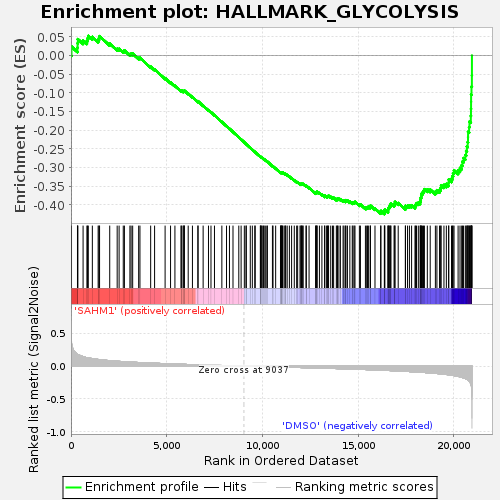 Enrichment plot: HALLMARK_GLYCOLYSIS
Enrichment score (ES)
0.05
0.00
-0.05
-0.10
-0.15
-0.20
-0.25
-0.30
-0.35
-0.40
'SAHM1' (positively correlated)
Ranked list metric (Signal2Noise)
0.5
0.0
-0.5
-1.0
Zero cross at 9037
'DMSO' (negatively correlated)
0
5,000
10,000
15,000
20,000
Rank in Ordered Dataset
Enrichment profile
Hits
Ranking metric scores